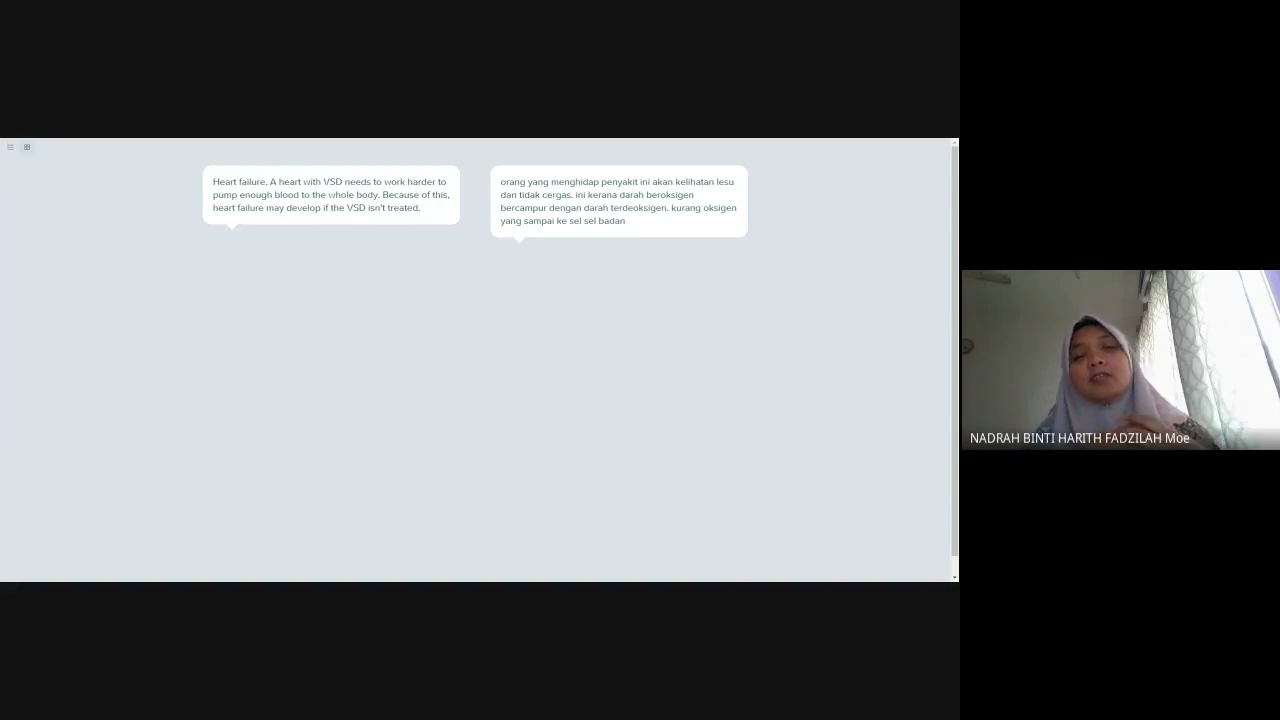 Heart failure. A heart with VSD needs to work harder to
pump enough blood to the whole body. Because of this,
heart failure may develop if the VSD isn't treated.
orang yang menghidap penyakit ini akan kelihatan lesu
dan tidak cergas. ini kerana darah beroksigen
bercampur dengan darah terdeoksigen. kurang oksigen
yang sampai ke sel sel badan
NADRAH BINTI HARITH FADZILAH Moe